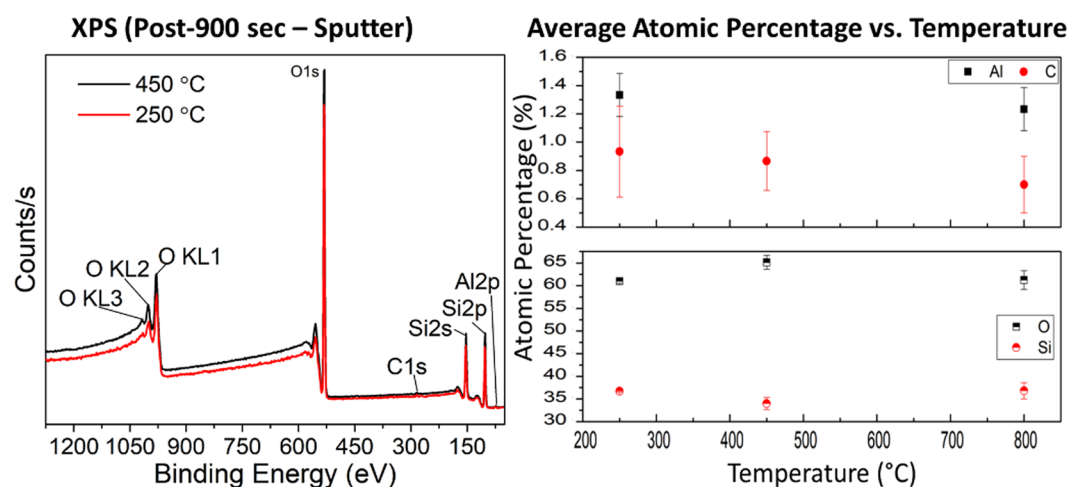 XPS (Post-900 sec – Sputter)
450 °C
250 °C
O1s
O KL1
O KL2
O KL3
Al2p
Si2p
Si2s
C1s
Counts/s
1200 1050 900 750 600 450 300 150
Binding Energy (eV)
Average Atomic Percentage vs. Temperature
Al C
1.6
1.4
1.2
1.0
0.8
0.6
0.4
65
60
55
50
45
40
35
30
O
Si
Atomic Percentage (%)
200 300 400 500 600 700 800
Temperature (°C)